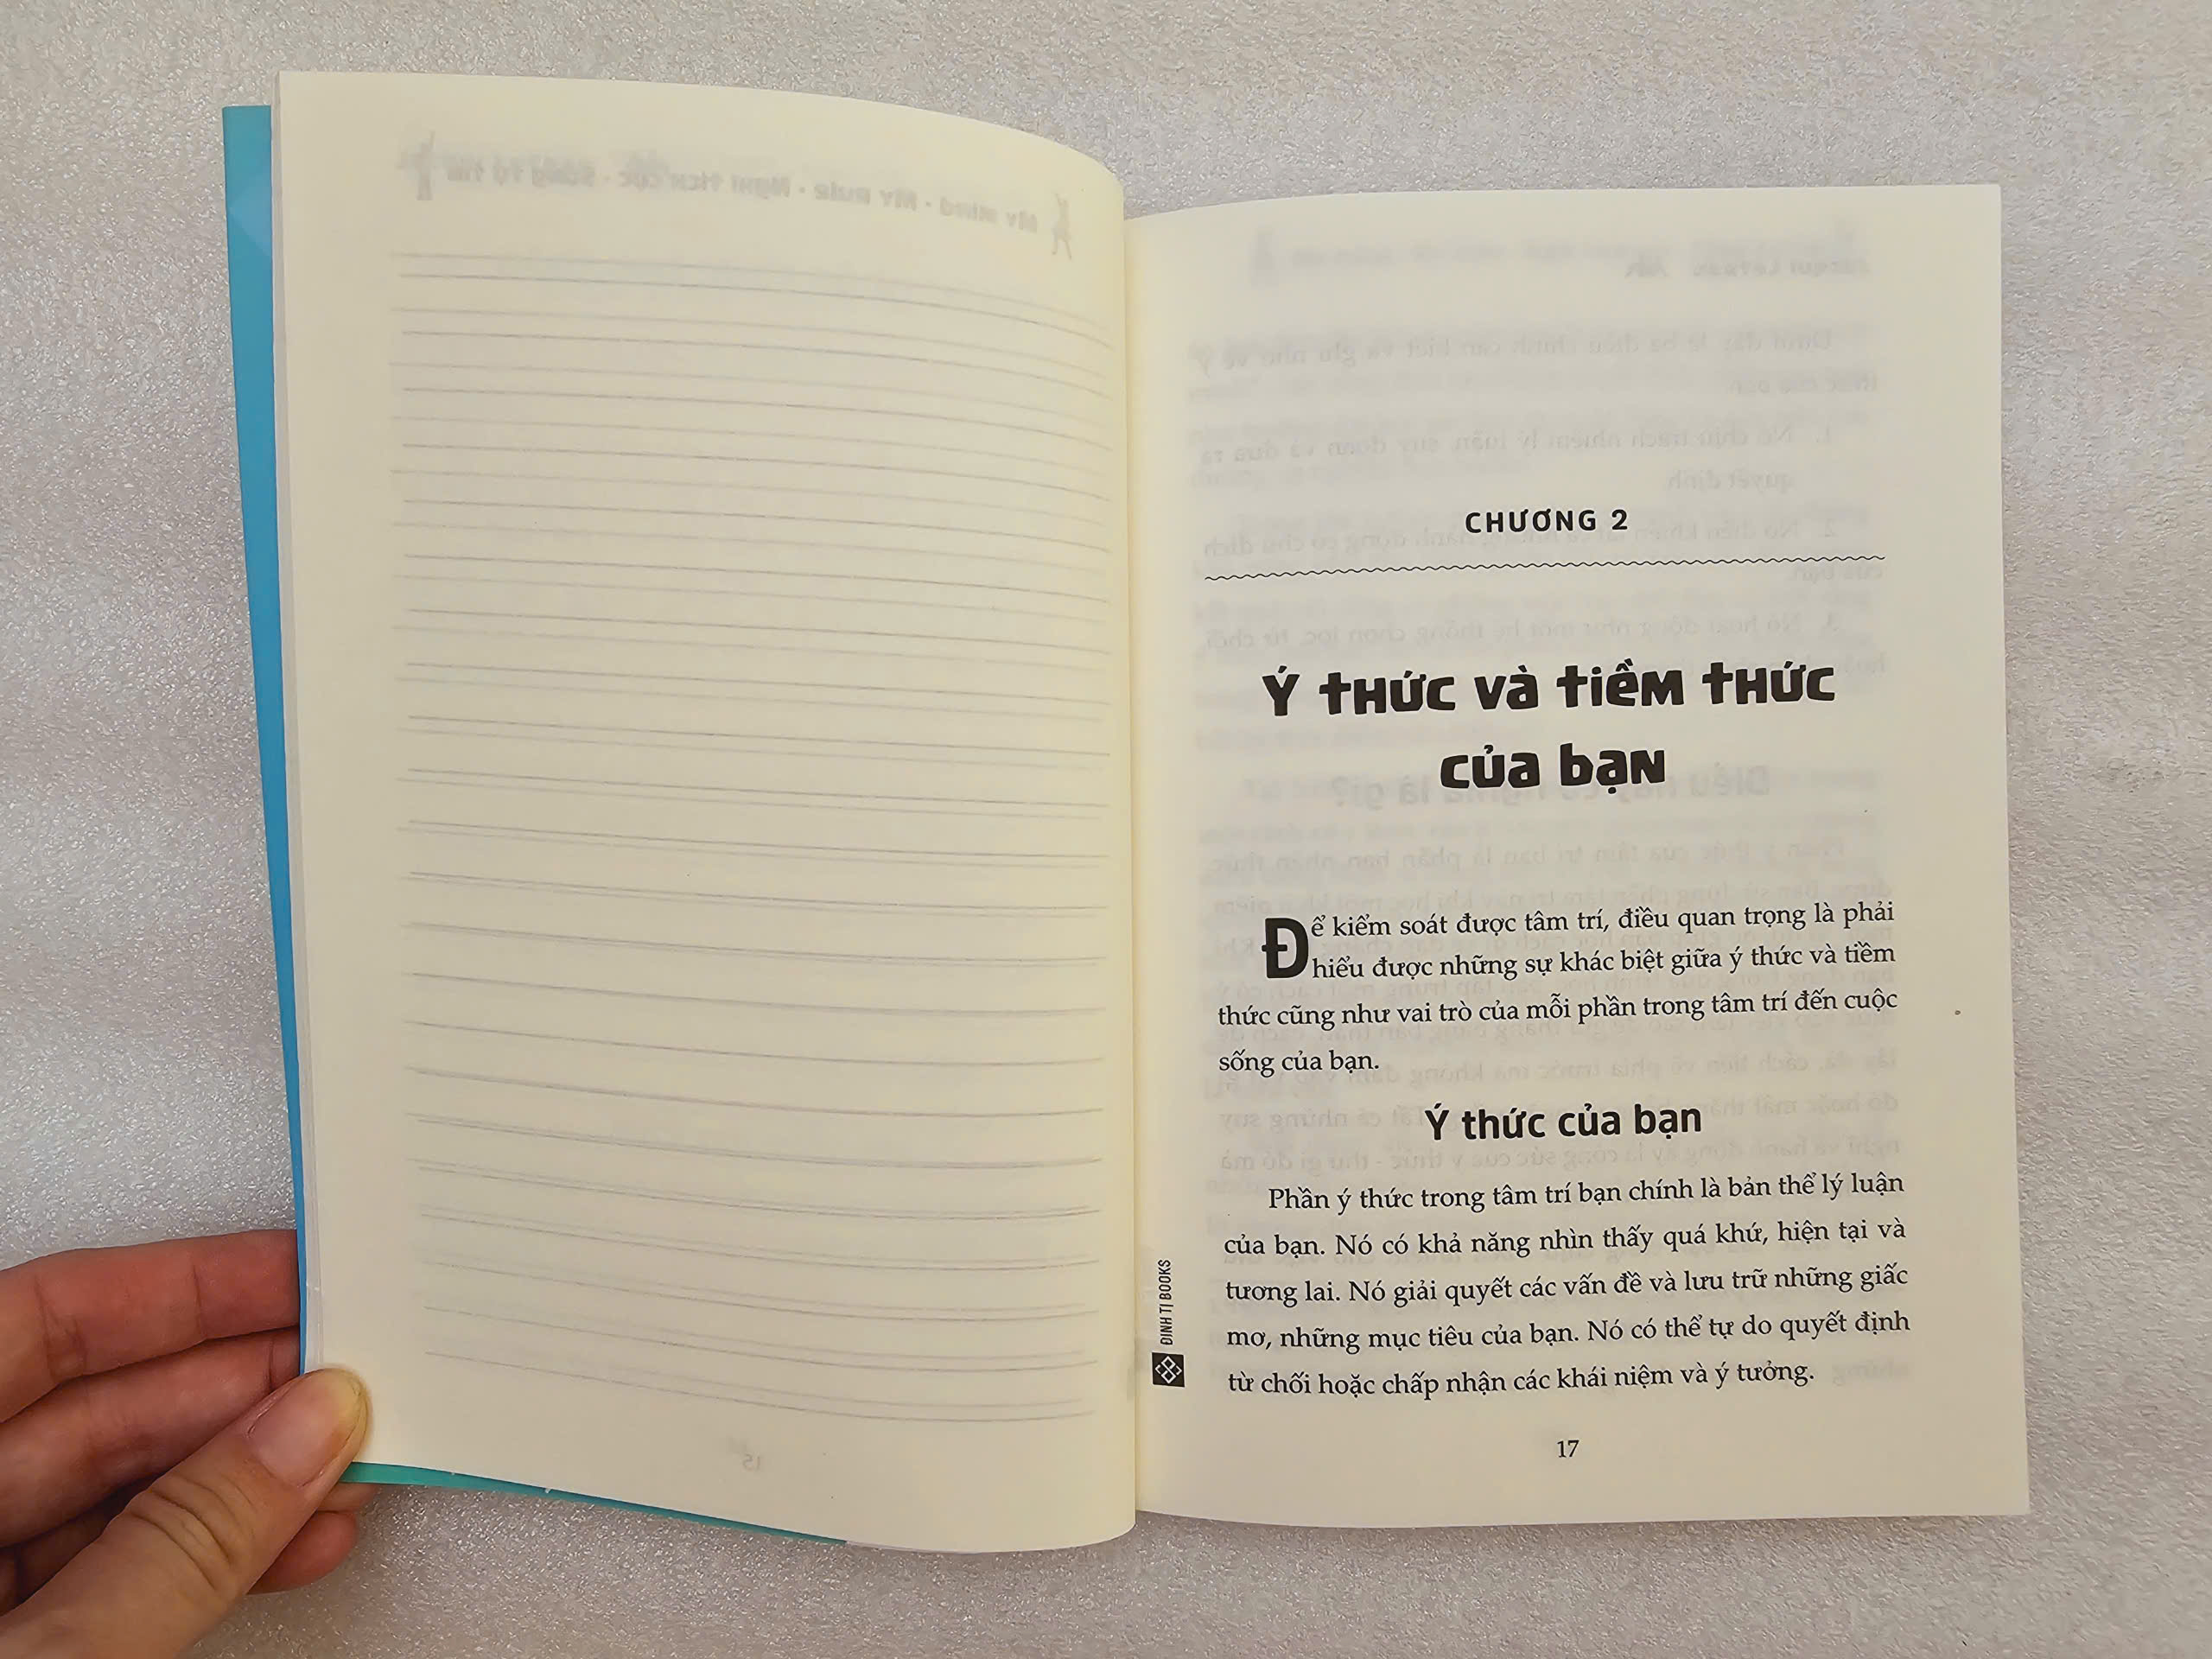 CHƯƠNG 2
Ý thức và tiềm thức
của bạn
Để kiểm soát được tâm trí, điều quan trọng là phải
hiểu được những sự khác biệt giữa ý thức và tiềm
thức cũng như vai trò của mỗi phần trong tâm trí đến cuộc
sống của bạn.
Ý thức của bạn
Phần ý thức trong tâm trí bạn chính là bản thể lý luận
của bạn. Nó có khả năng nhìn thấy quá khứ, hiện tại và
tương lai. Nó giải quyết các vấn đề và lưu trữ những giấc
mơ, những mục tiêu của bạn. Nó có thể tự do quyết định
từ chối hoặc chấp nhận các khái niệm và ý tưởng.
ĐINH TỊ BOOKS
17